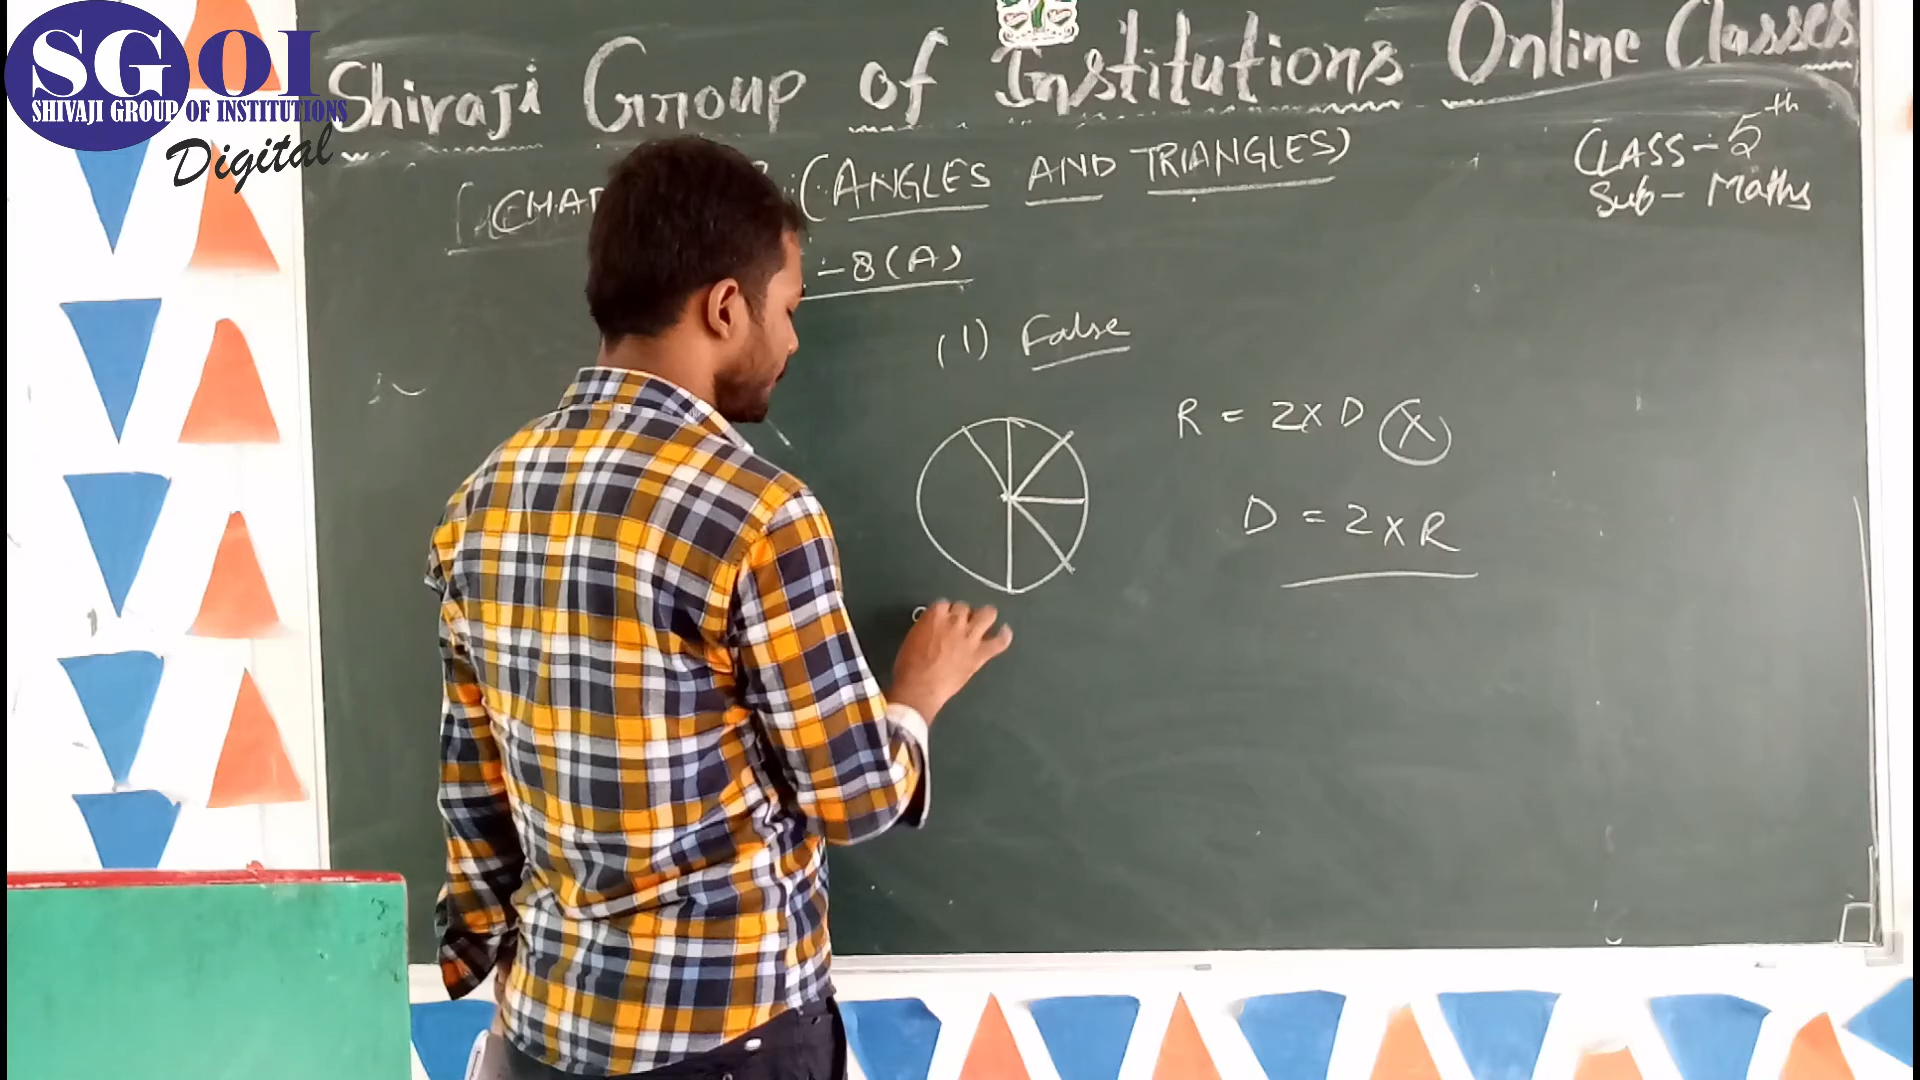 SGOI
SHIVAJI GROUP OF INSTITUTIONS
Digital
Shivaji Group of Institutions Online Classes
(ANGLES AND TRIANGLES)
CLASS - 5th
Sub - Maths
- 8 (A)
(1) False
R = 2 x D X
D = 2 x R